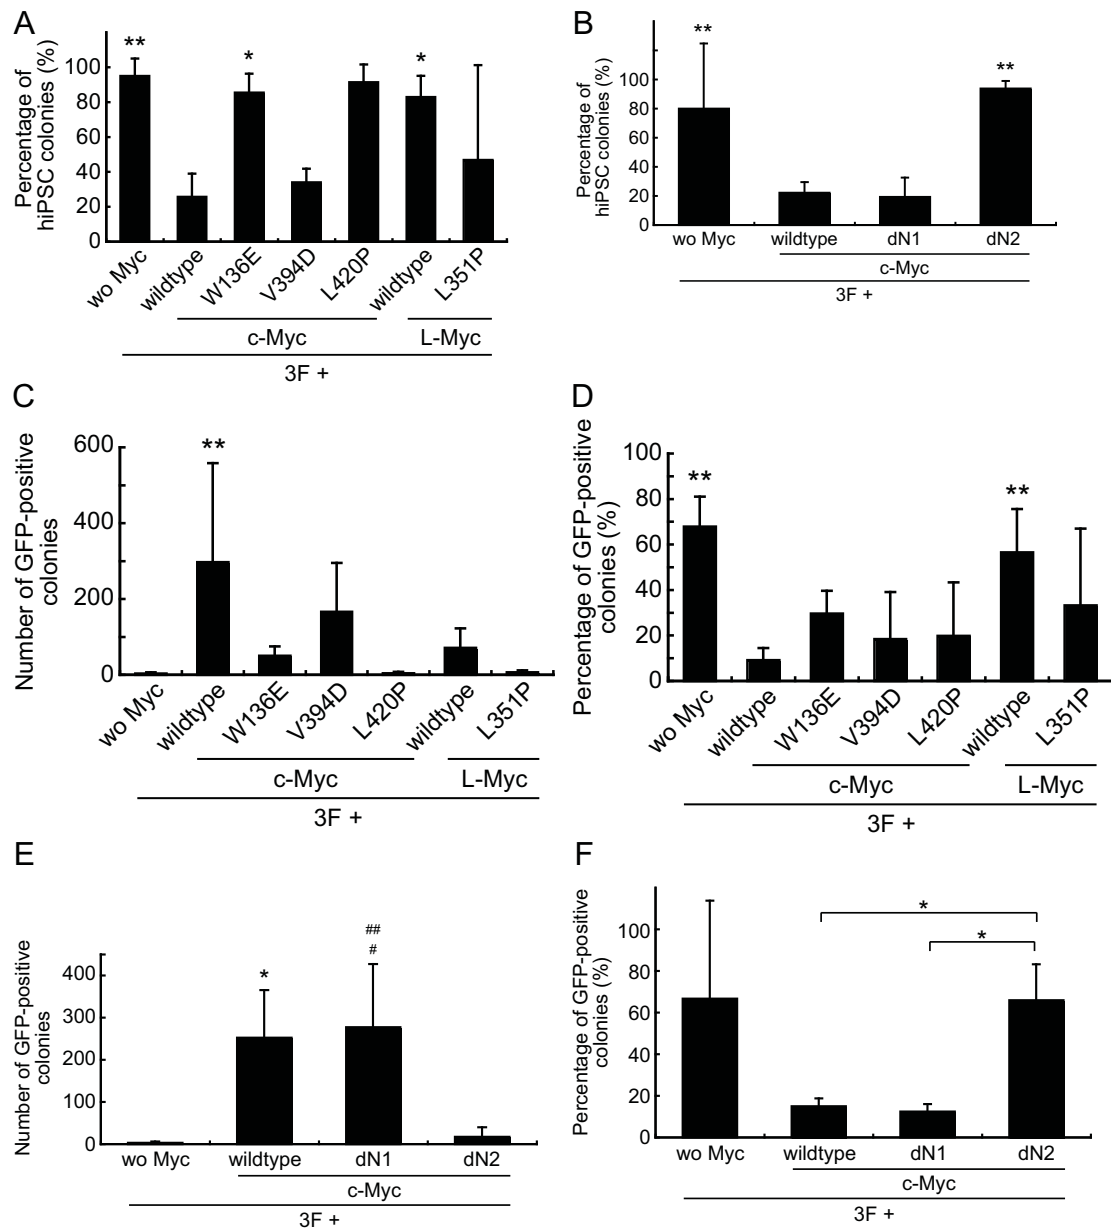 A
Percentage of
hiPSC colonies (%)
100
80
60
40
20
0
**
*
*
wo Myc
wildtype
W136E
V394D
L420P
wildtype
L351P
c-Myc
L-Myc
3F +
B
Percentage of
hiPSC colonies (%)
100
80
60
40
20
0
**
**
wo Myc
wildtype
dN1
dN2
c-Myc
3F +
C
Number of GFP-positive
colonies
600
400
200
0
**
wo Myc
wildtype
W136E
V394D
L420P
wildtype
L351P
c-Myc
L-Myc
3F +
D
Percentage of GFP-positive
colonies (%)
100
80
60
40
20
0
**
**
wo Myc
wildtype
W136E
V394D
L420P
wildtype
L351P
c-Myc
L-Myc
3F +
E
Number of GFP-positive
colonies
400
300
200
100
0
*
##
#
wo Myc
wildtype
dN1
dN2
c-Myc
3F +
F
Percentage of GFP-positive
colonies (%)
100
80
60
40
20
0
*
*
wo Myc
wildtype
dN1
dN2
c-Myc
3F +